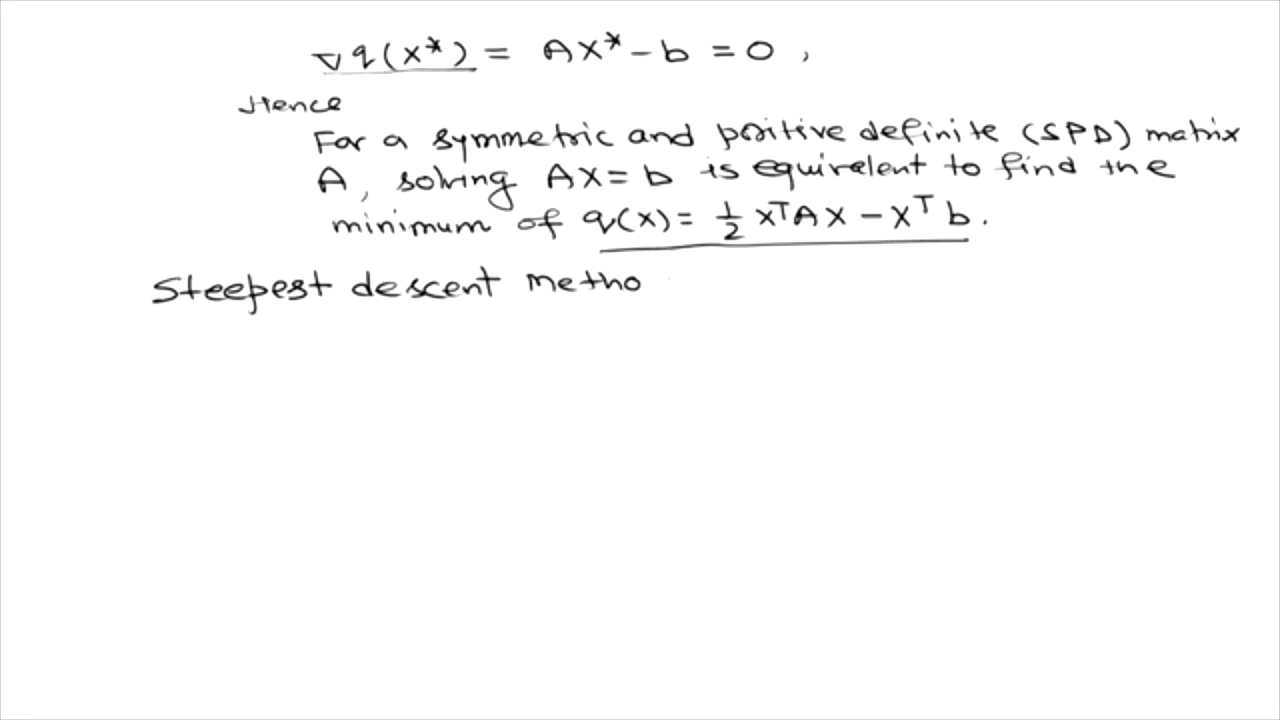 ∇q(x*) = Ax* - b = 0 ,
Hence
For a symmetric and positive definite (SPD) matrix
A, solving Ax = b is equivalent to find the
minimum of q(x) = 1/2 xᵀAx - xᵀb.
Steepest descent metho